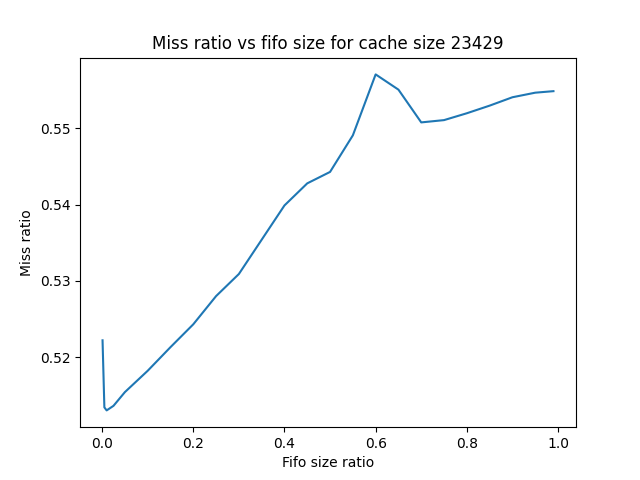 Miss ratio vs fifo size for cache size 23429
Miss ratio
0.55
0.54
0.53
0.52
0.0 0.2 0.4 0.6 0.8 1.0
Fifo size ratio